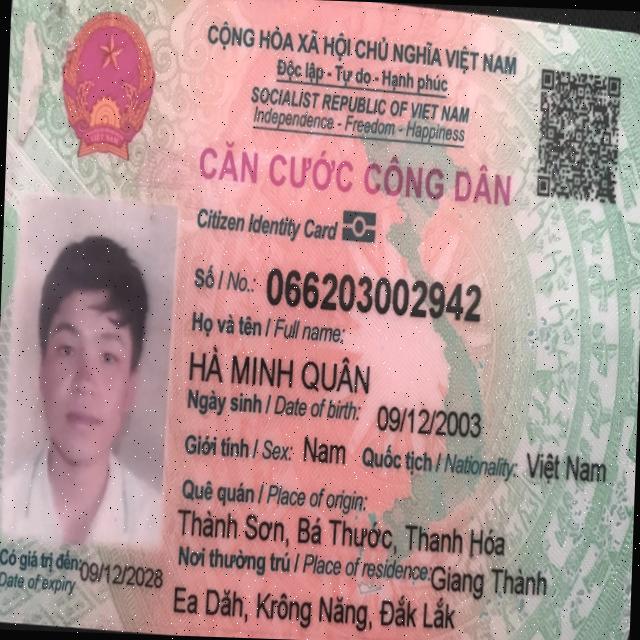 CỘNG HÒA XÃ HỘI CHỦ NGHĨA VIỆT NAM
Độc lập - Tự do - Hạnh phúc
SOCIALIST REPUBLIC OF VIET NAM
Independence - Freedom - Happiness
CĂN CƯỚC CÔNG DÂN
Citizen Identity Card
Số / No.: 066203002942
Họ và tên / Full name:
HÀ MINH QUÂN
Ngày sinh / Date of birth: 09/12/2003
Giới tính / Sex: Nam Quốc tịch / Nationality: Việt Nam
Quê quán / Place of origin:
Thành Sơn, Bá Thước, Thanh Hóa
Nơi thường trú / Place of residence: Giang Thành
Ea Dăh, Krông Năng, Đắk Lắk
Có giá trị đến: 09/12/2028
Date of expiry